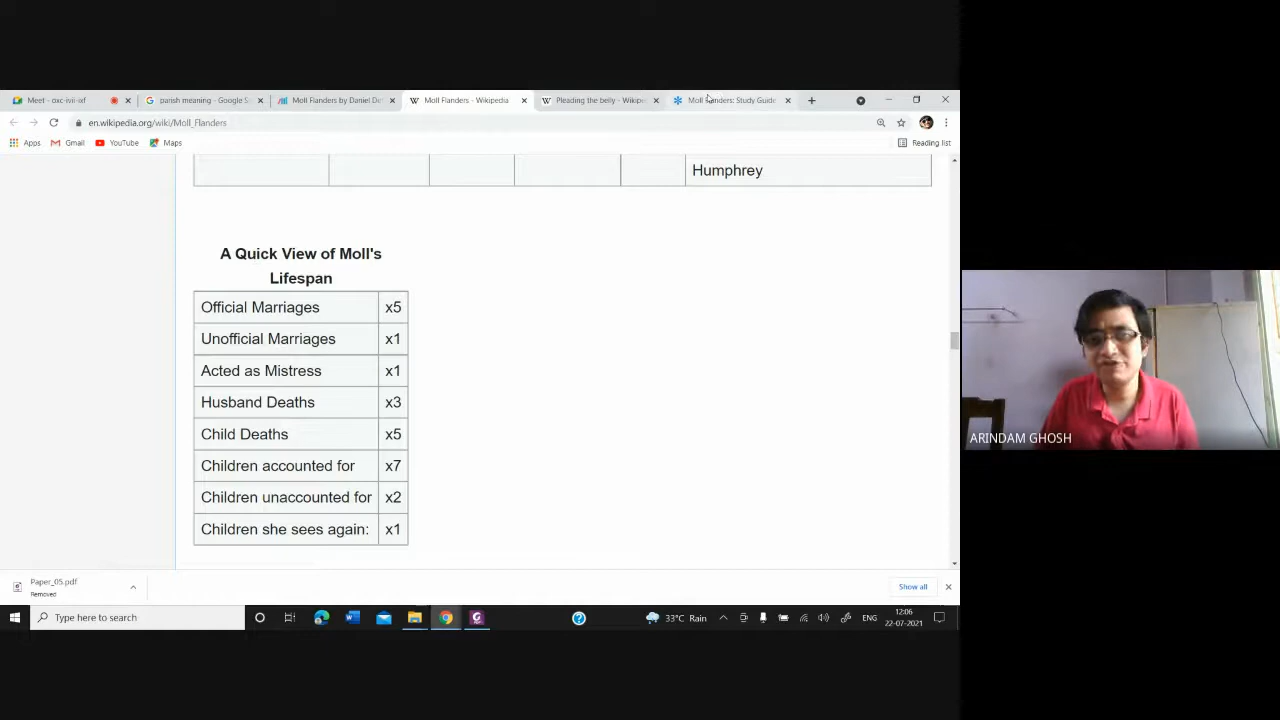 Meet - oxc-ivii-ixf
parish meaning - Google S
Moll Flanders by Daniel De
Moll Flanders - Wikipedia
Pleading the belly - Wikipe
Moll Flanders: Study Guide
en.wikipedia.org/wiki/Moll_Flanders
Apps Gmail YouTube Maps Reading list
Humphrey
A Quick View of Moll's
Lifespan
Official Marriages x5
Unofficial Marriages x1
Acted as Mistress x1
Husband Deaths x3
Child Deaths x5
Children accounted for x7
Children unaccounted for x2
Children she sees again: x1
ARINDAM GHOSH
Paper_05.pdf
Removed
Show all
Type here to search
33°C Rain
ENG
12:06
22-07-2021